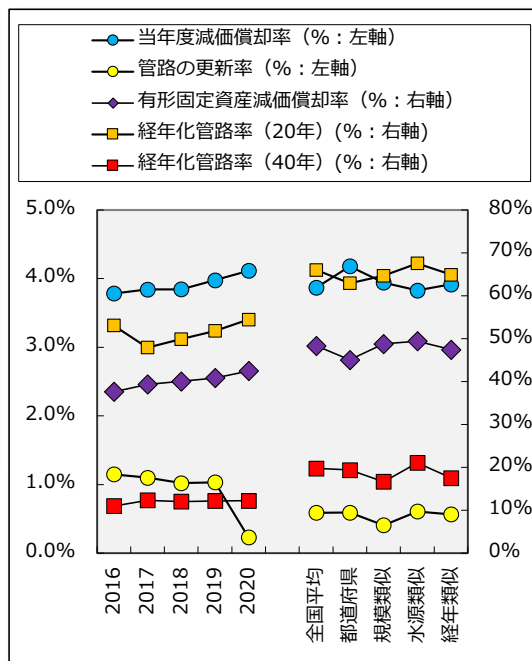 当年度減価償却率（%：左軸）
管路の更新率（%：左軸）
有形固定資産減価償却率（%：右軸）
経年化管路率（20年）(%：右軸)
経年化管路率（40年）(%：右軸)
5.0%
4.0%
3.0%
2.0%
1.0%
0.0%
80%
70%
60%
50%
40%
30%
20%
10%
0%
2016
2017
2018
2019
2020
全国平均
都道府県
規模類似
水源類似
経年類似